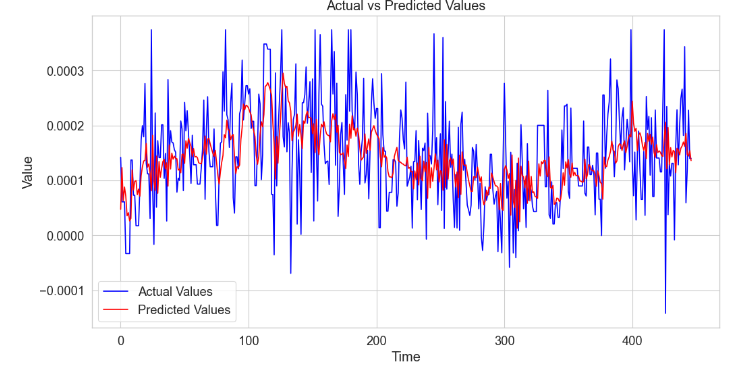 Actual vs Predicted Values
0.0003
0.0002
0.0001
0.0000
−0.0001
Value
Actual Values
Predicted Values
0
100
200
300
400
Time